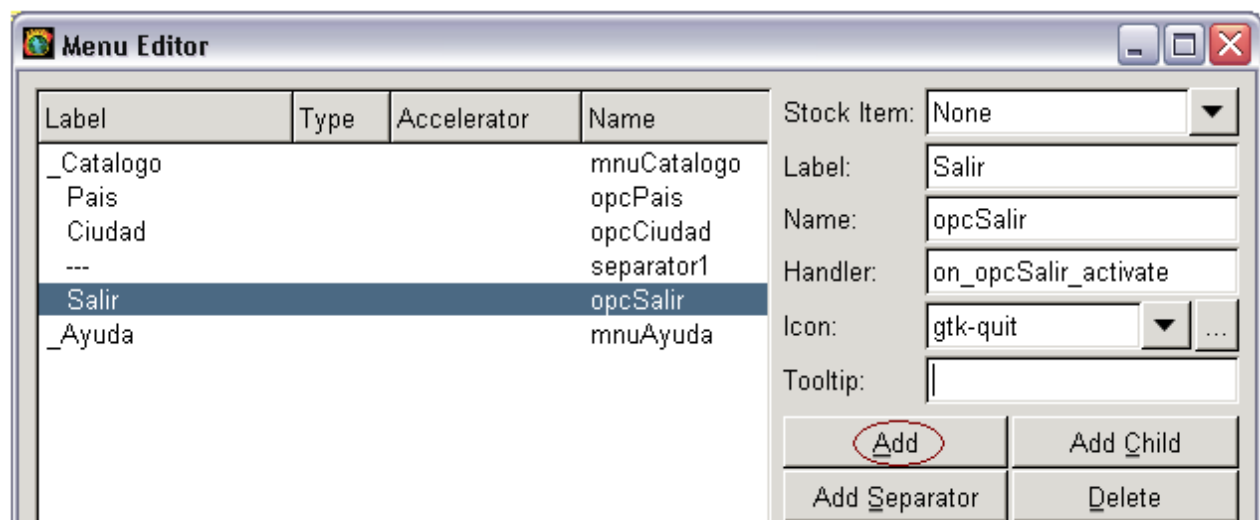 Menu Editor
Label Type Accelerator Name
_Catalogo mnuCatalogo
Pais opcPais
Ciudad opcCiudad
--- separator1
Salir opcSalir
_Ayuda mnuAyuda
Stock Item: None
Label: Salir
Name: opcSalir
Handler: on_opcSalir_activate
Icon: gtk-quit ...
Tooltip:
Add Add Child
Add Separator Delete